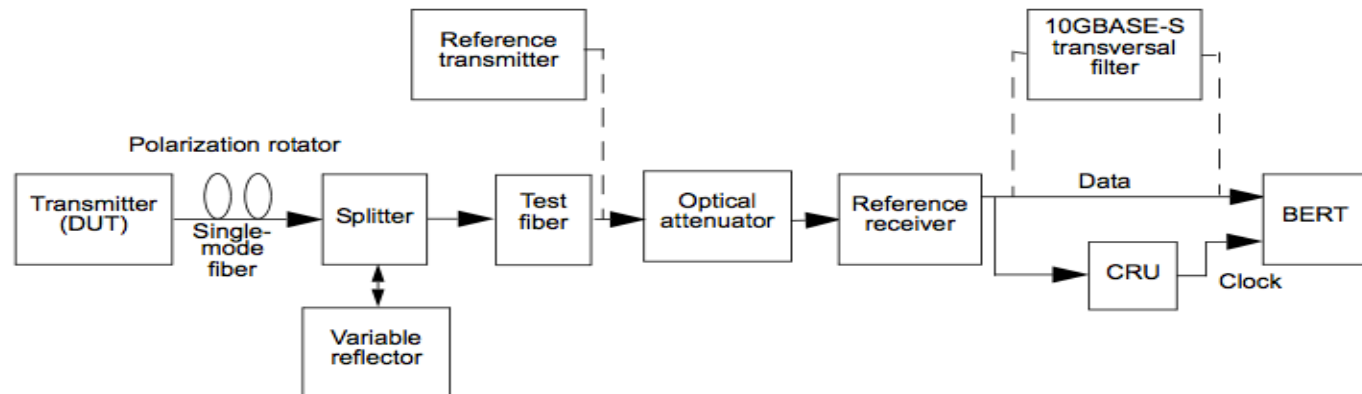 Reference
transmitter
10GBASE-S
transversal
filter
Polarization rotator
Transmitter
(DUT)
Single-
mode
fiber
Splitter
Test
fiber
Optical
attenuator
Reference
receiver
Data
BERT
CRU
Clock
Variable
reflector